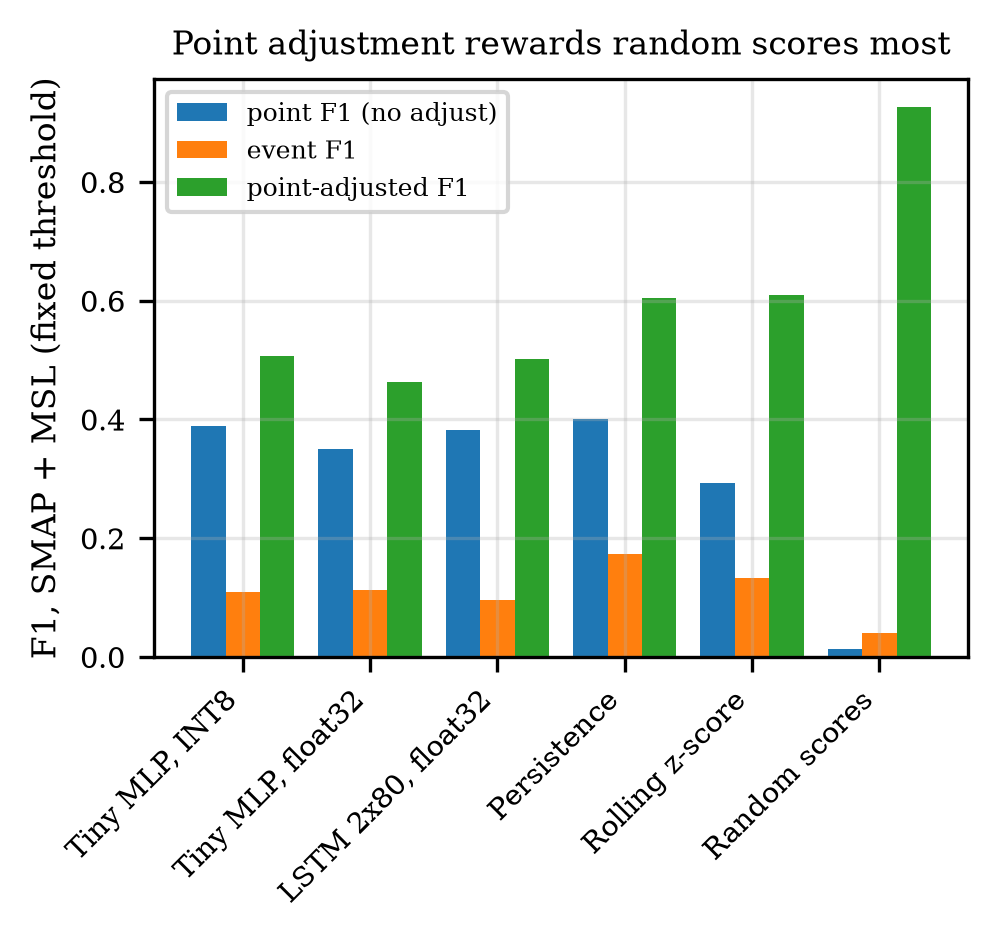 Point adjustment rewards random scores most
F1, SMAP + MSL (fixed threshold)
point F1 (no adjust)
event F1
point-adjusted F1
0.8
0.6
0.4
0.2
0.0
Tiny MLP, INT8
Tiny MLP, float32
LSTM 2x80, float32
Persistence
Rolling z-score
Random scores